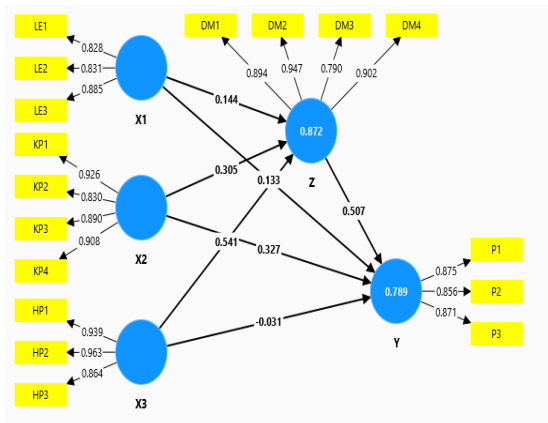 DM1 DM2 DM3 DM4
LE1
LE2
LE3
0.828
0.831
0.885
X1
0.894 0.947 0.790 0.902
0.872
Z
0.144
0.305
0.133
0.541
0.327
-0.031
0.507
KP1
KP2
KP3
KP4
0.926
0.830
0.890
0.908
X2
HP1
HP2
HP3
0.939
0.963
0.864
X3
0.789
Y
0.875
0.856
0.871
P1
P2
P3